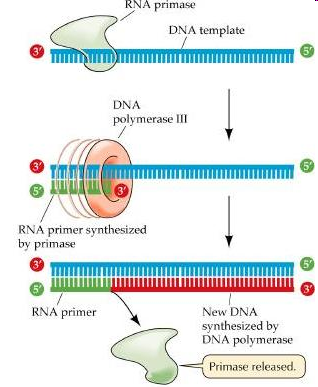 RNA primase
DNA template
3′
5′
DNA
polymerase III
3′
5′
5′
3′
RNA primer synthesized
by primase
3′
5′
5′
3′
RNA primer
New DNA
synthesized by
DNA polymerase
Primase released.